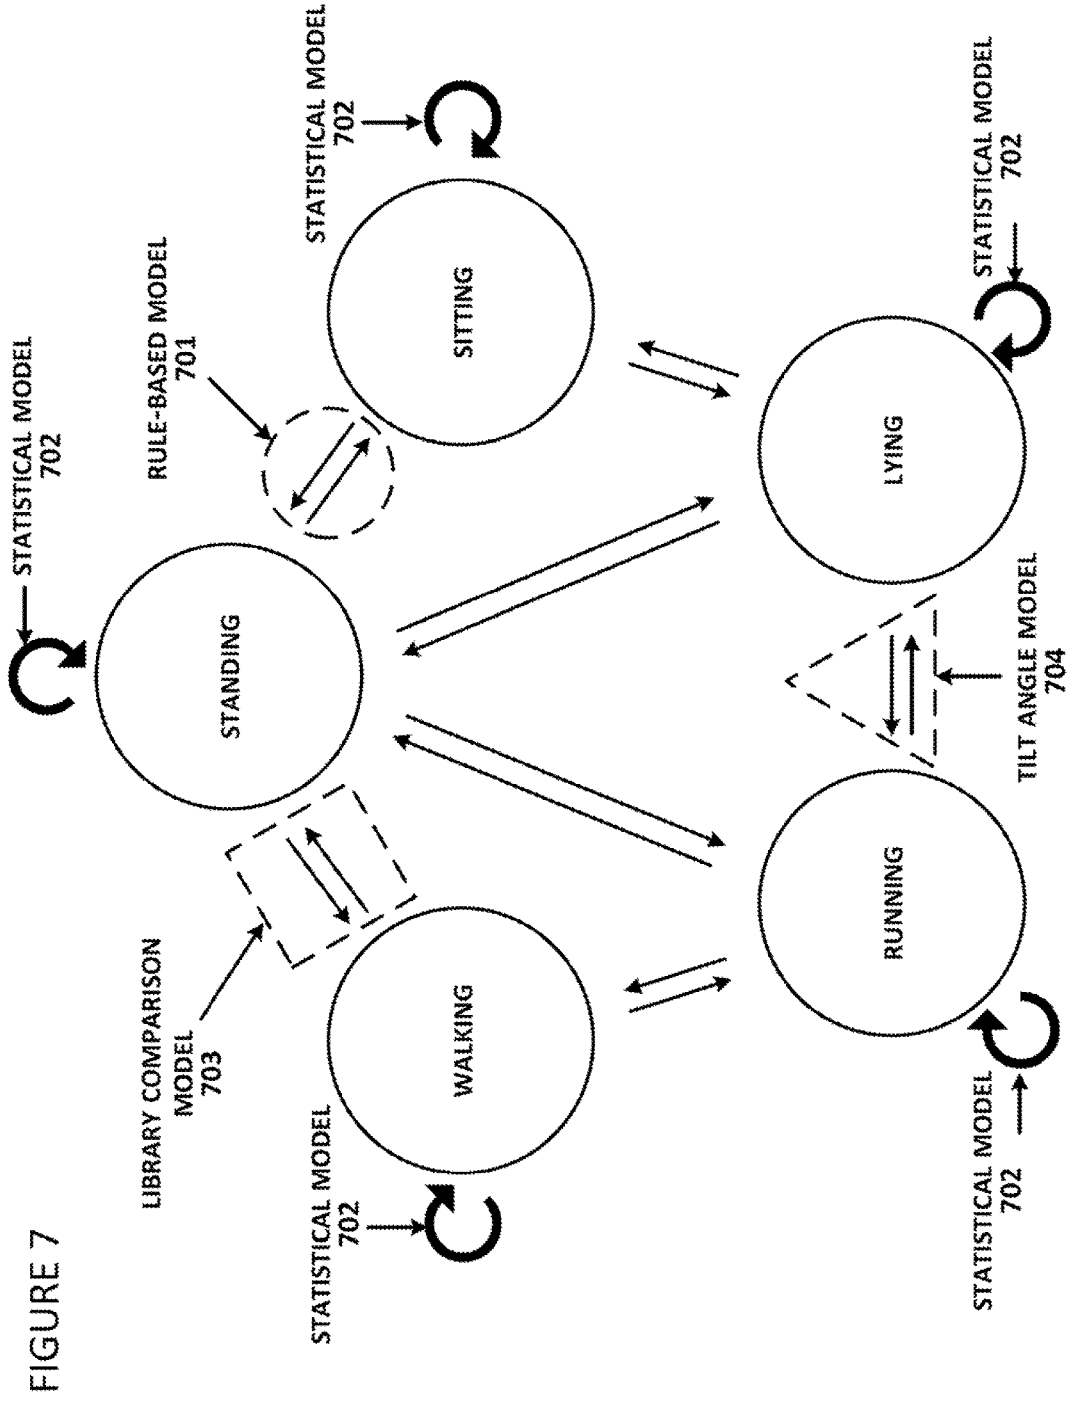 FIGURE 7
STATISTICAL MODEL
702
LIBRARY COMPARISON
MODEL
703
RULE-BASED MODEL
701
STANDING
STATISTICAL MODEL
702
STATISTICAL MODEL
702
WALKING
SITTING
RUNNING
LYING
STATISTICAL MODEL
702
TILT ANGLE MODEL
704
STATISTICAL MODEL
702